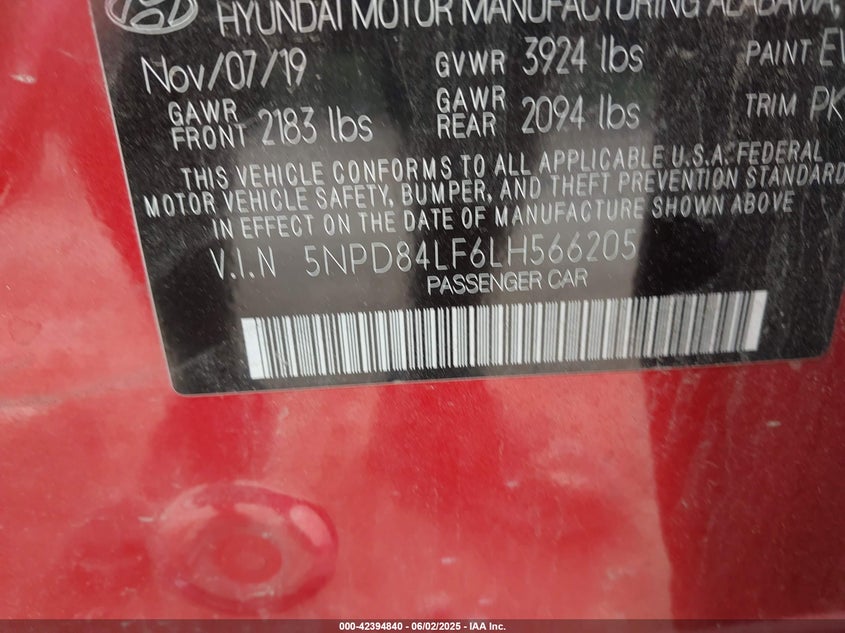 HYUNDAI MOTOR MANUFACTURING ALABAMA,
Nov/07/19 GVWR 3924 lbs PAINT
GAWR FRONT 2183 lbs GAWR REAR 2094 lbs TRIM PK
THIS VEHICLE CONFORMS TO ALL APPLICABLE U.S.A. FEDERAL
MOTOR VEHICLE SAFETY, BUMPER, AND THEFT PREVENTION STANDARD
IN EFFECT ON THE DATE OF MANUFACTURE SHOWN ABOVE
V.I.N 5NPD84LF6LH566205
PASSENGER CAR
000-42394840 - 06/02/2025 - IAA Inc.